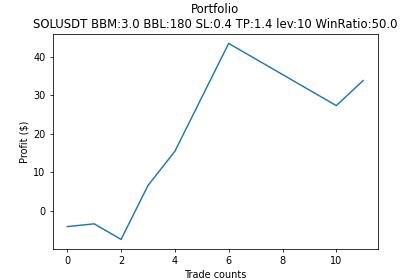 Portfolio
SOLUSDT BBM:3.0 BBL:180 SL:0.4 TP:1.4 lev:10 WinRatio:50.0
40
30
20
10
0
Profit ($)
0 2 4 6 8 10
Trade counts